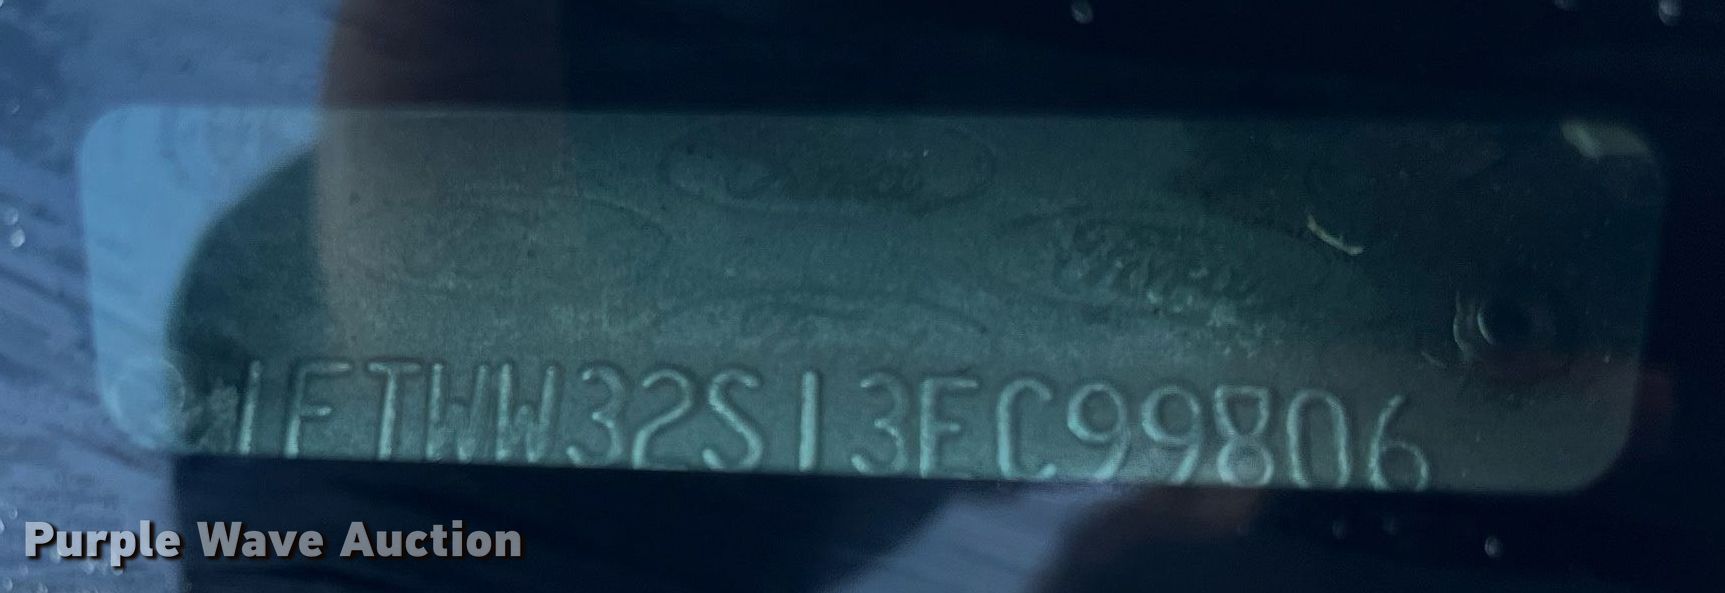 1FTWW32S13EC99806
Purple Wave Auction